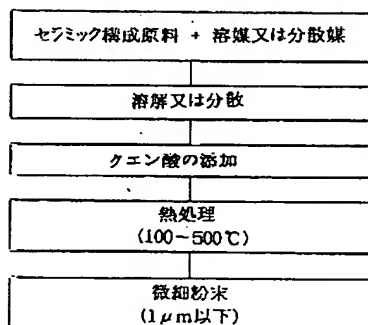 セラミック構成原料 + 溶媒又は分散媒
溶解又は分散
クエン酸の添加
熱処理
(100~500℃)
微細粉末
(1μm以下)